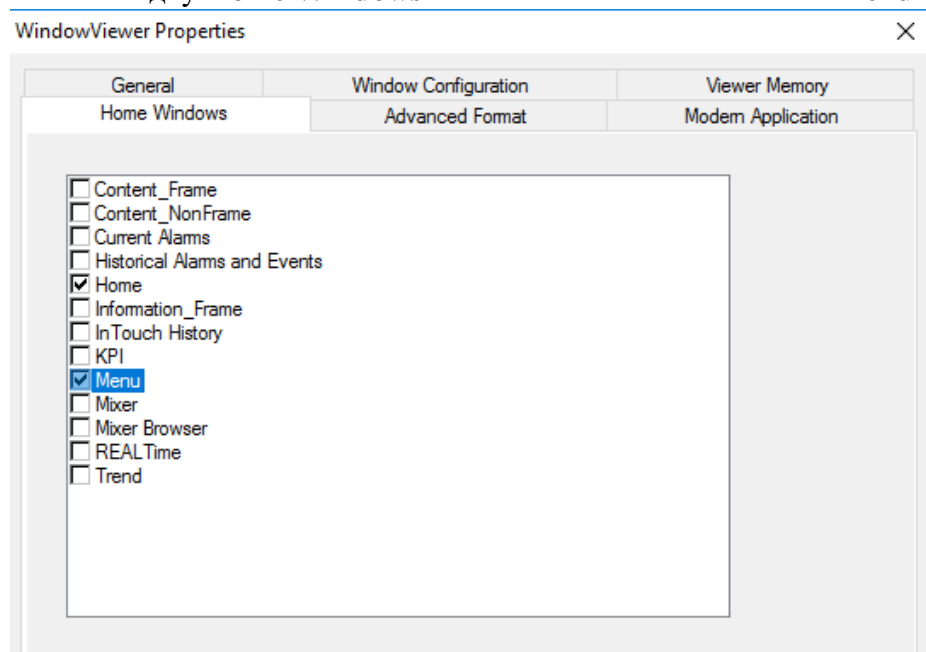 WindowViewer Properties
General Window Configuration Viewer Memory
Home Windows Advanced Format Modern Application
Content_Frame
Content_NonFrame
Current Alarms
Historical Alarms and Events
Home
Information_Frame
InTouch History
KPI
Menu
Mixer
Mixer Browser
REALTime
Trend